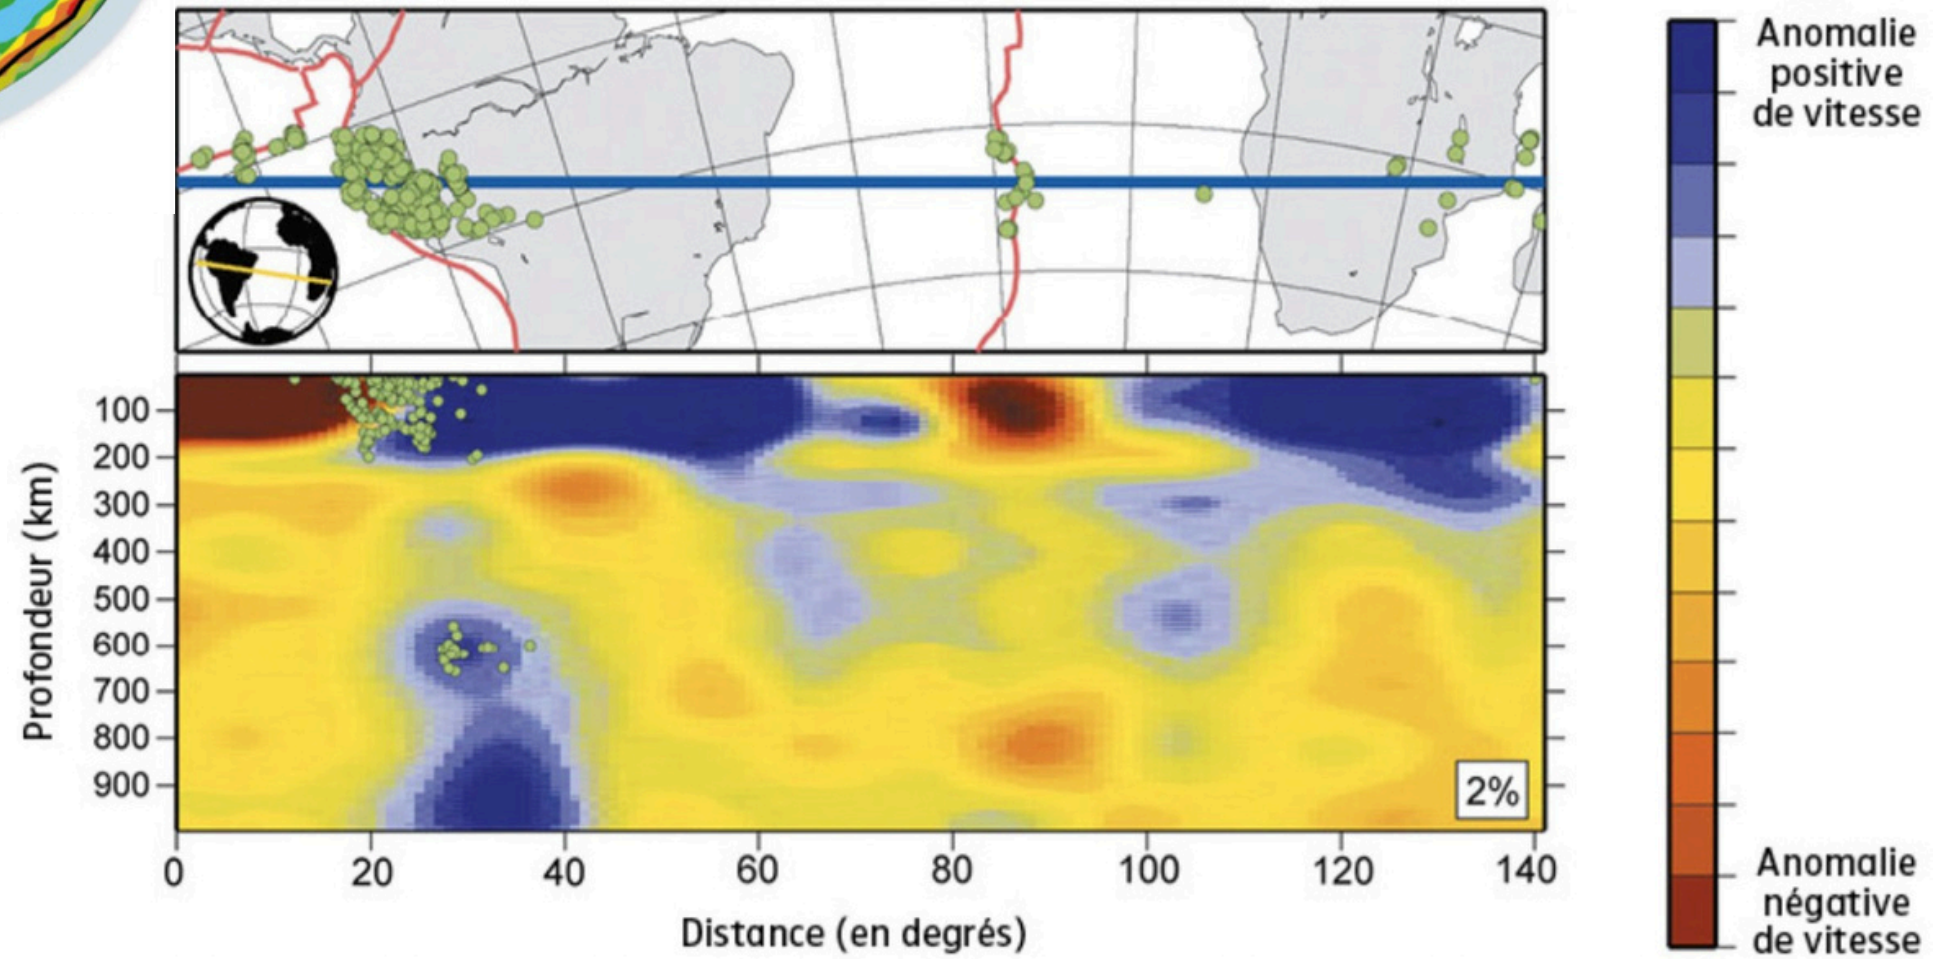 Anomalie
positive
de vitesse
Profondeur (km)
100
200
300
400
500
600
700
800
900
2%
0 20 40 60 80 100 120 140
Distance (en degrés)
Anomalie
négative
de vitesse